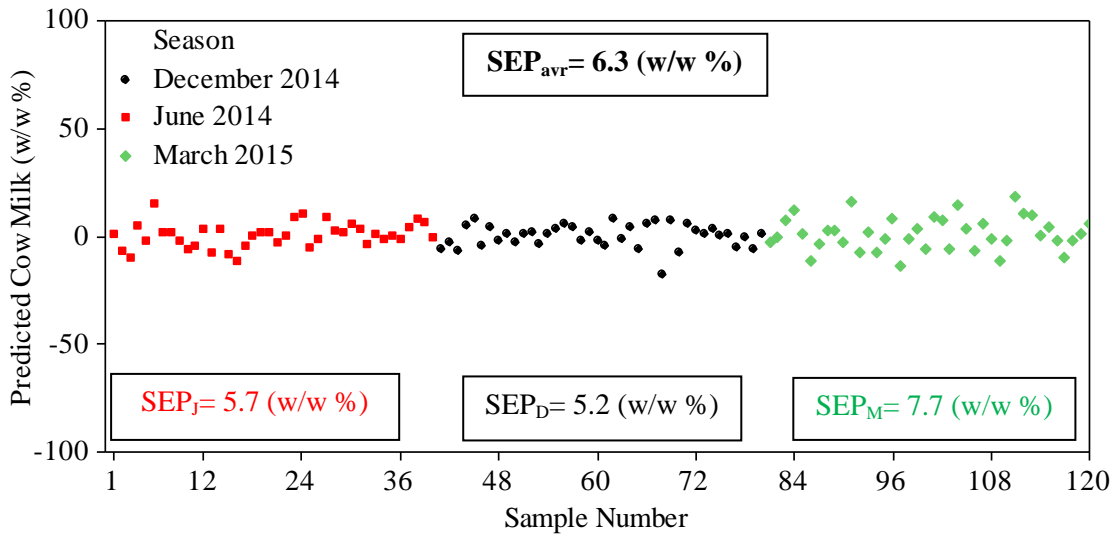 100
50
0
-50
-100
Predicted Cow Milk (w/w %)
Season
December 2014
June 2014
March 2015
SEPavr= 6.3 (w/w %)
SEPJ= 5.7 (w/w %)
SEPD= 5.2 (w/w %)
SEPM= 7.7 (w/w %)
1 12 24 36 48 60 72 84 96 108 120
Sample Number